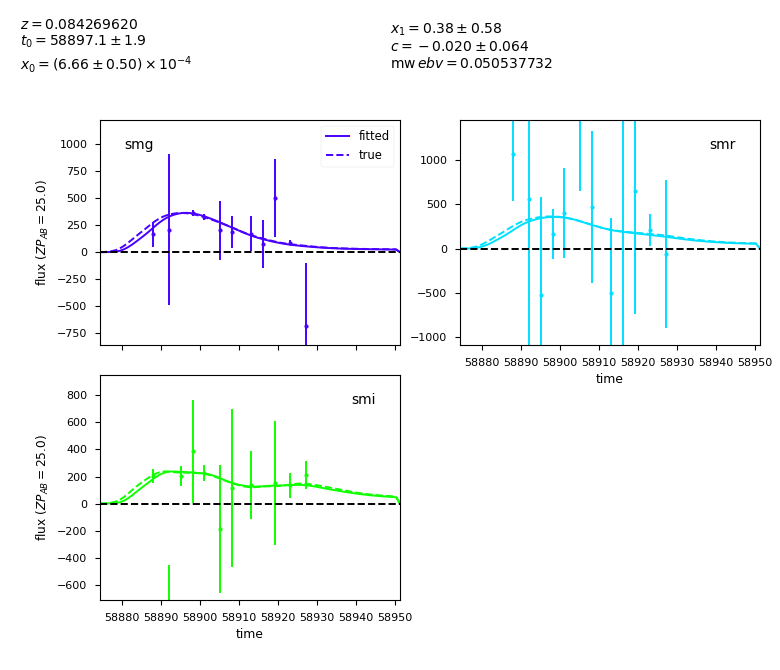 z = 0.084269620
t₀ = 58897.1 ± 1.9
x₀ = (6.66 ± 0.50) × 10⁻⁴
x₁ = 0.38 ± 0.58
c = −0.020 ± 0.064
mw ebv = 0.050537732
smg
fitted
true
1000
750
500
250
0
−250
−500
−750
flux (ZP_AB = 25.0)
smr
1000
500
0
−500
−1000
58880 58890 58900 58910 58920 58930 58940 58950
time
smi
800
600
400
200
0
−200
−400
−600
flux (ZP_AB = 25.0)
58880 58890 58900 58910 58920 58930 58940 58950
time